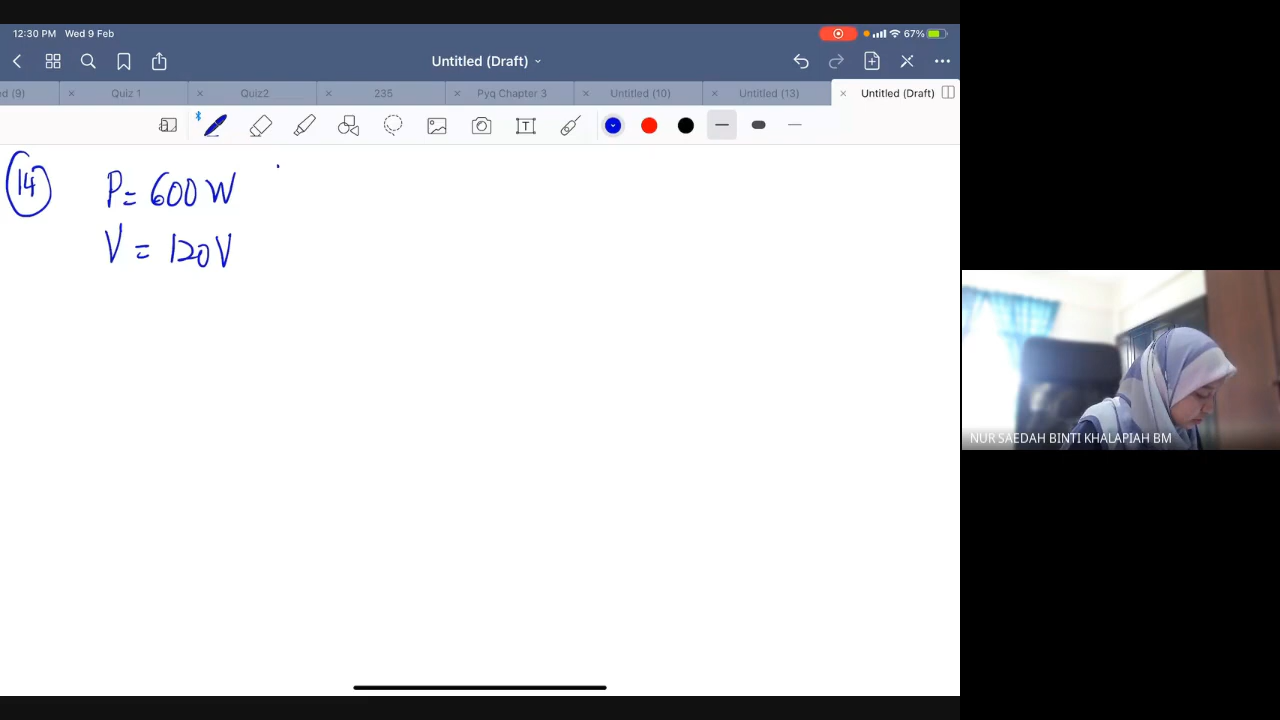 12:30 PM Wed 9 Feb 67%
Untitled (Draft)
ed (9) Quiz 1 Quiz2 235 Pyq Chapter 3 Untitled (10) Untitled (13) Untitled (Draft)
T
14 P = 600 W
V = 120 V
NUR SAEDAH BINTI KHALAPIAH BM